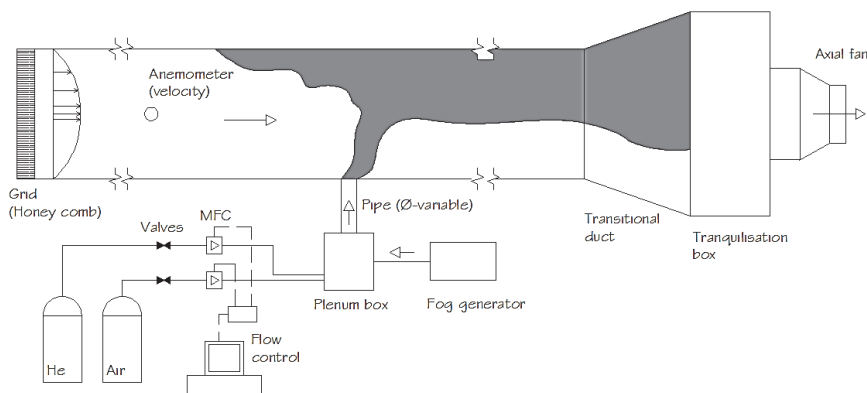 Axial fan
Anemometer
(velocity)
Grid
(Honey comb)
Pipe (Ø-variable)
Transitional
duct
Tranquilisation
box
Valves
MFC
Plenum box
Fog generator
Flow
control
He
Air